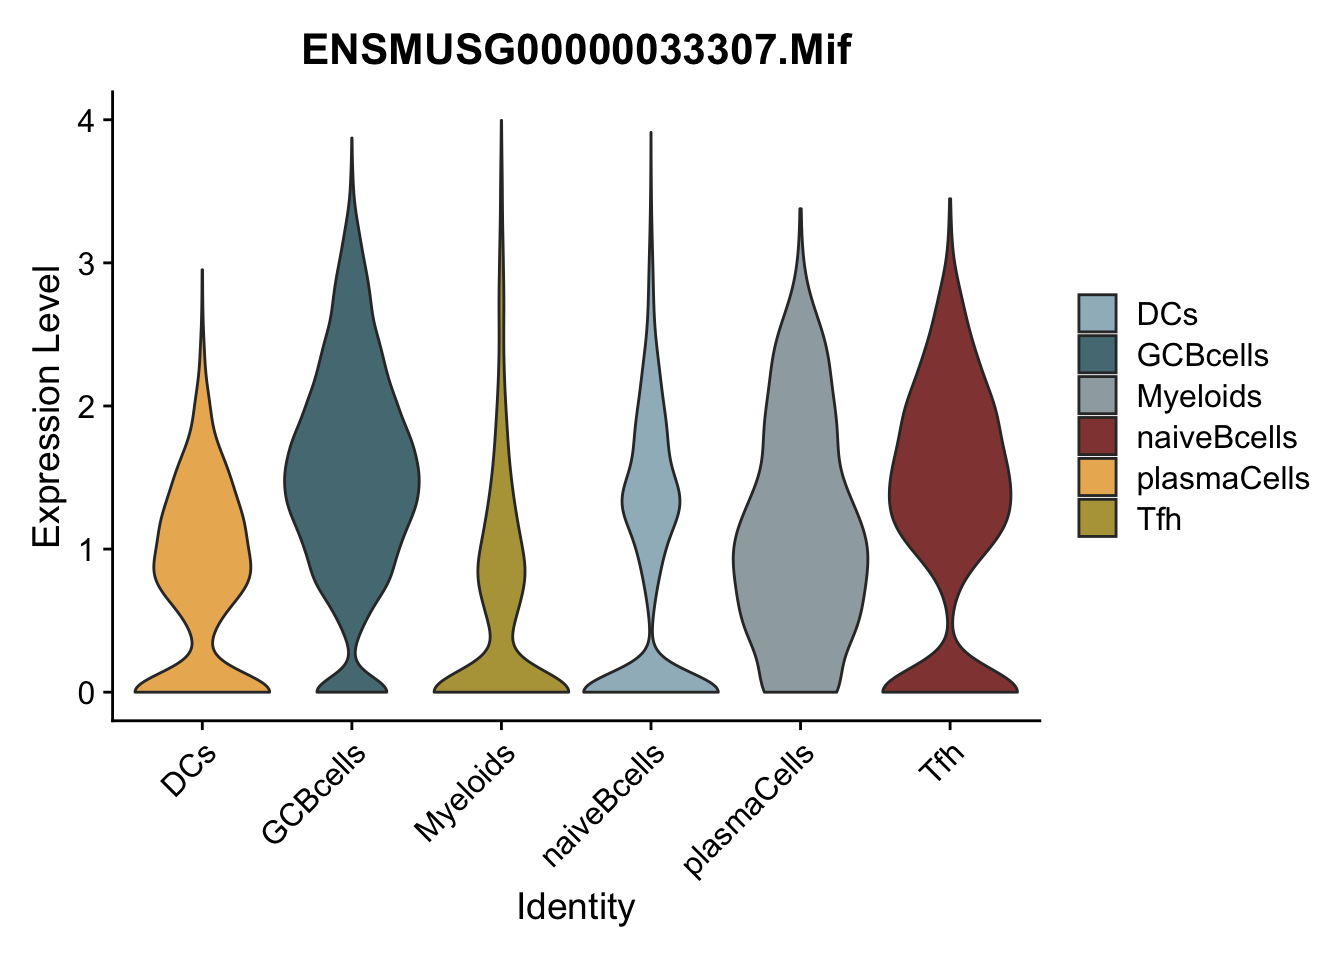 ENSMUSG00000033307.Mif
Expression Level
4
3
2
1
0
DCs
GCBcells
Myeloids
naiveBcells
plasmaCells
Tfh
Identity
DCs
GCBcells
Myeloids
naiveBcells
plasmaCells
Tfh